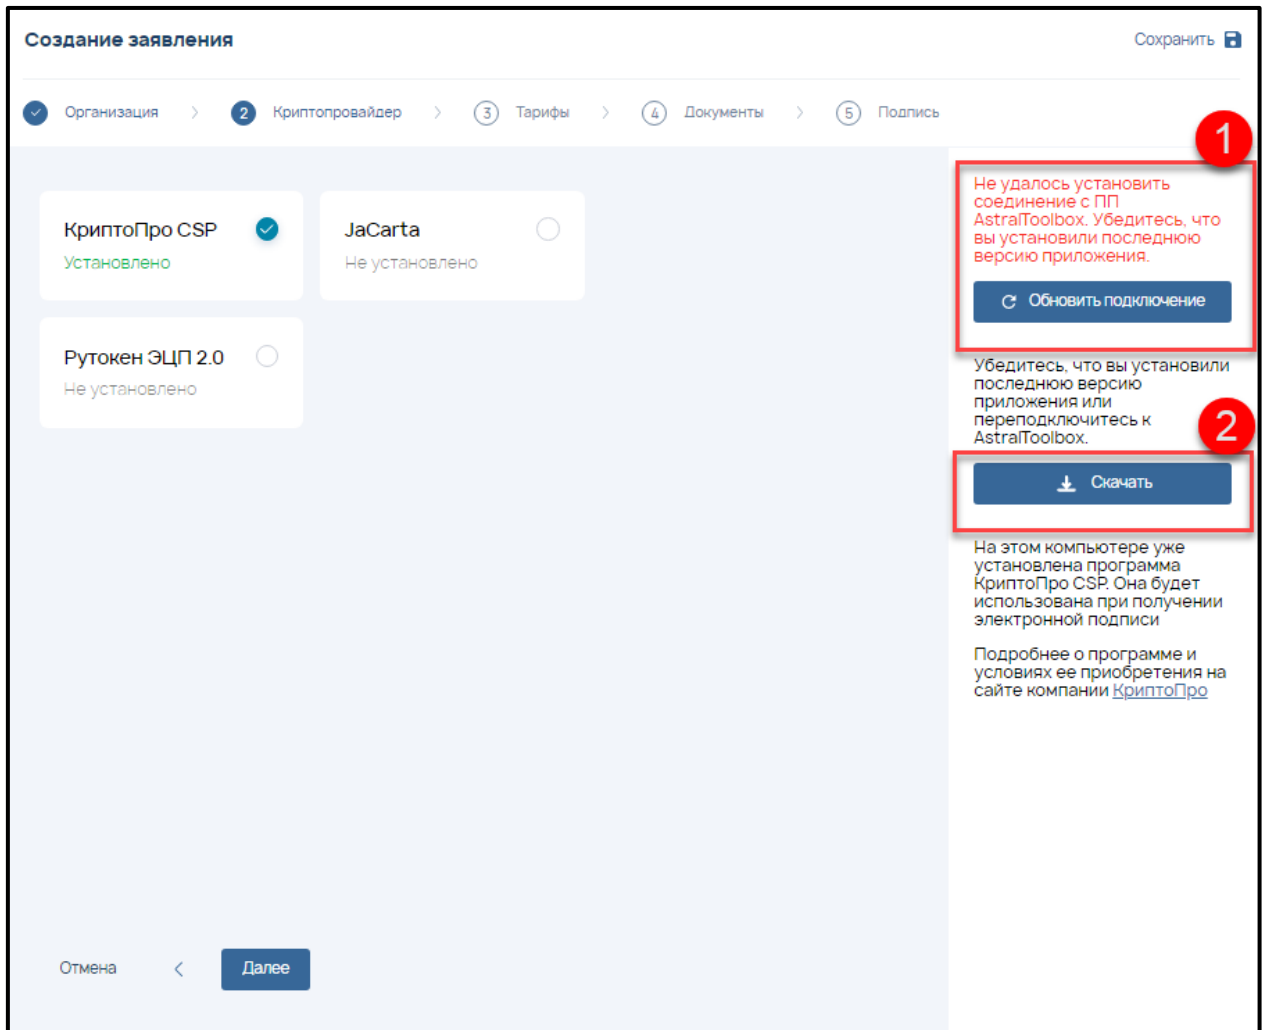 Создание заявления
Сохранить
Организация
2 Криптопровайдер
3 Тарифы
4 Документы
5 Подпись
1
КриптоПро CSP
Установлено
JaCarta
Не установлено
Рутокен ЭЦП 2.0
Не установлено
Не удалось установить
соединение с ПП
AstralToolbox. Убедитесь, что
вы установили последнюю
версию приложения.
Обновить подключение
Убедитесь, что вы установили
последнюю версию
приложения или
переподключитесь к
AstralToolbox.
2
Скачать
На этом компьютере уже
установлена программа
КриптоПро CSP. Она будет
использована при получении
электронной подписи
Подробнее о программе и
условиях ее приобретения на
сайте компании КриптоПро
Отмена
Далее